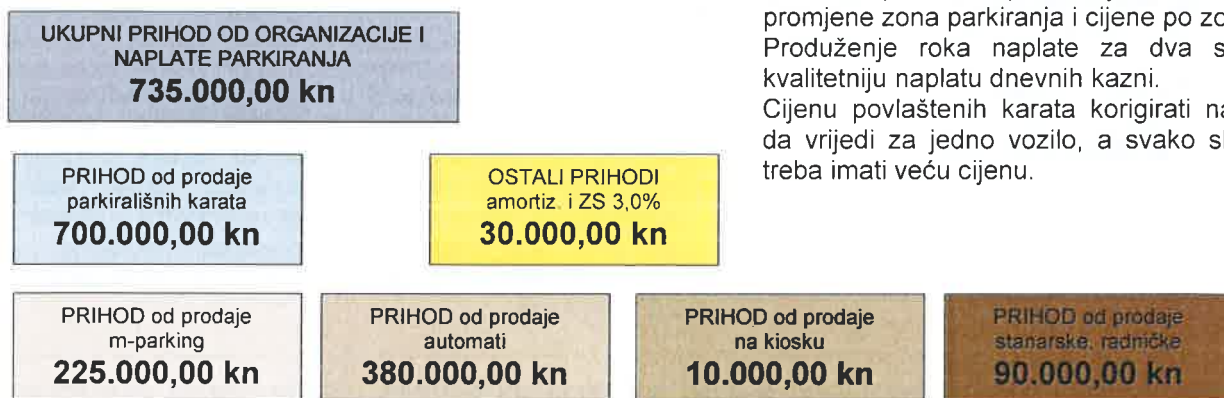 UKUPNI PRIHOD OD ORGANIZACIJE I
NAPLATE PARKIRANJA
735.000,00 kn
promjene zona parkiranja i cijene po
Produženje roka naplate za dva
kvalitetniju naplatu dnevnih kazni.
Cijenu povlaštenih karata korigirati
da vrijedi za jedno vozilo, a svako
treba imati veću cijenu.
PRIHOD od prodaje
parkirališnih karata
700.000,00 kn
OSTALI PRIHODI
amortiz. i ZS 3,0%
30.000,00 kn
PRIHOD od prodaje
m-parking
225.000,00 kn
PRIHOD od prodaje
automati
380.000,00 kn
PRIHOD od prodaje
na kiosku
10.000,00 kn
PRIHOD od prodaje
stanarske, radničke
90.000,00 kn